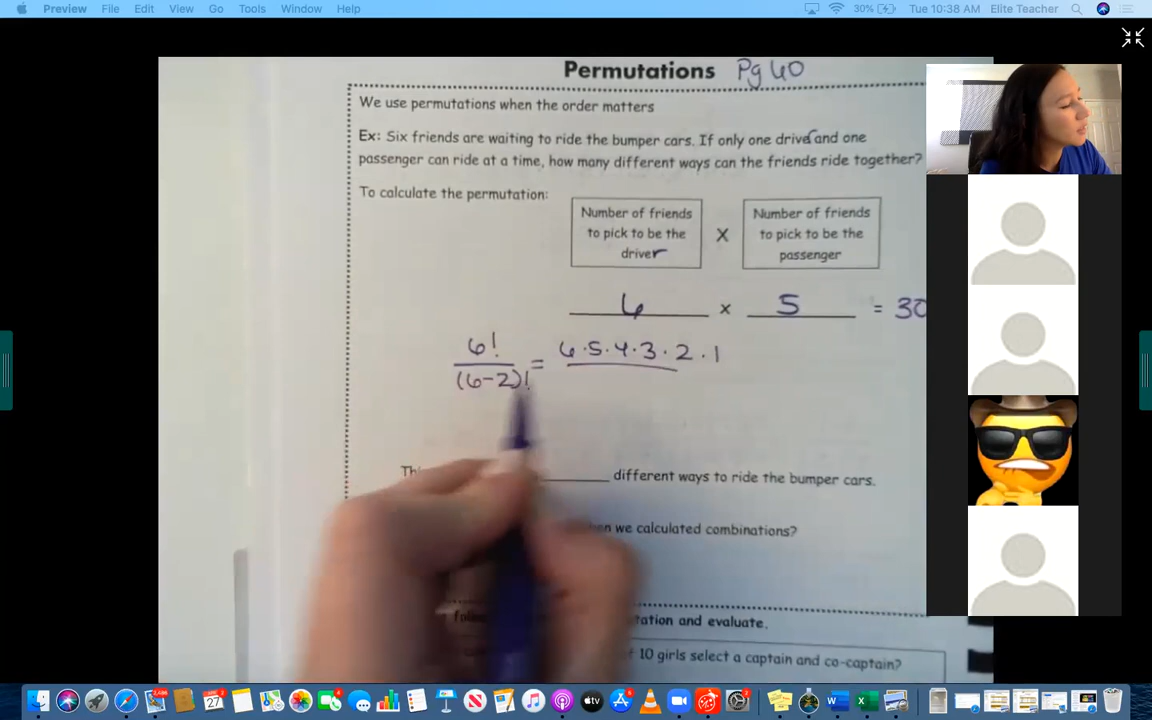 Preview File Edit View Go Tools Window Help 30% Tue 10:38 AM Elite Teacher
Permutations Pg 40
We use permutations when the order matters
Ex: Six friends are waiting to ride the bumper cars. If only one driver and one
passenger can ride at a time, how many different ways can the friends ride together?
To calculate the permutation:
Number of friends
to pick to be the
driver
X
Number of friends
to pick to be the
passenger
6 x 5 = 30
6! / (6-2)! = 6·5·4·3·2·1
different ways to ride the bumper cars.
we calculated combinations?
and evaluate.
10 girls select a captain and co-captain?